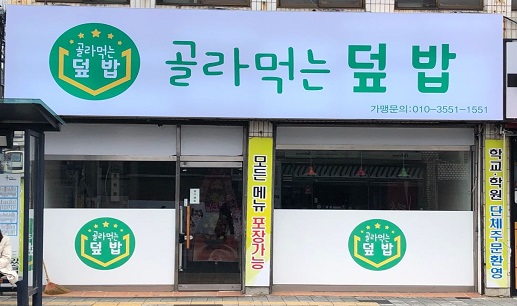 골라먹는
덮밥
골라먹는 덮밥
가맹문의:010-3551-1551
모든 메뉴 포장가능
학교·학원 단체주문환영
골라먹는
덮밥
골라먹는
덮밥